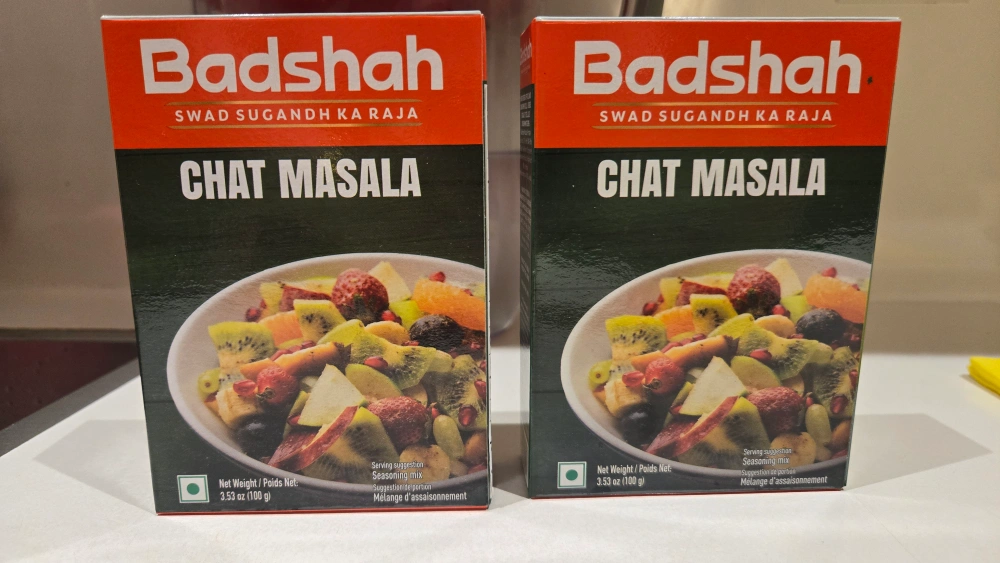 Badshah
SWAD SUGANDH KA RAJA
CHAT MASALA
Net Weight / Poids Net:
3.53 oz (100 g)
Serving suggestion
Seasoning mix
Suggestion de portion
Mélange d'assaisonnement
Badshah
SWAD SUGANDH KA RAJA
CHAT MASALA
Net Weight / Poids Net:
3.53 oz (100 g)
Serving suggestion
Seasoning mix
Suggestion de portion
Mélange d'assaisonnement